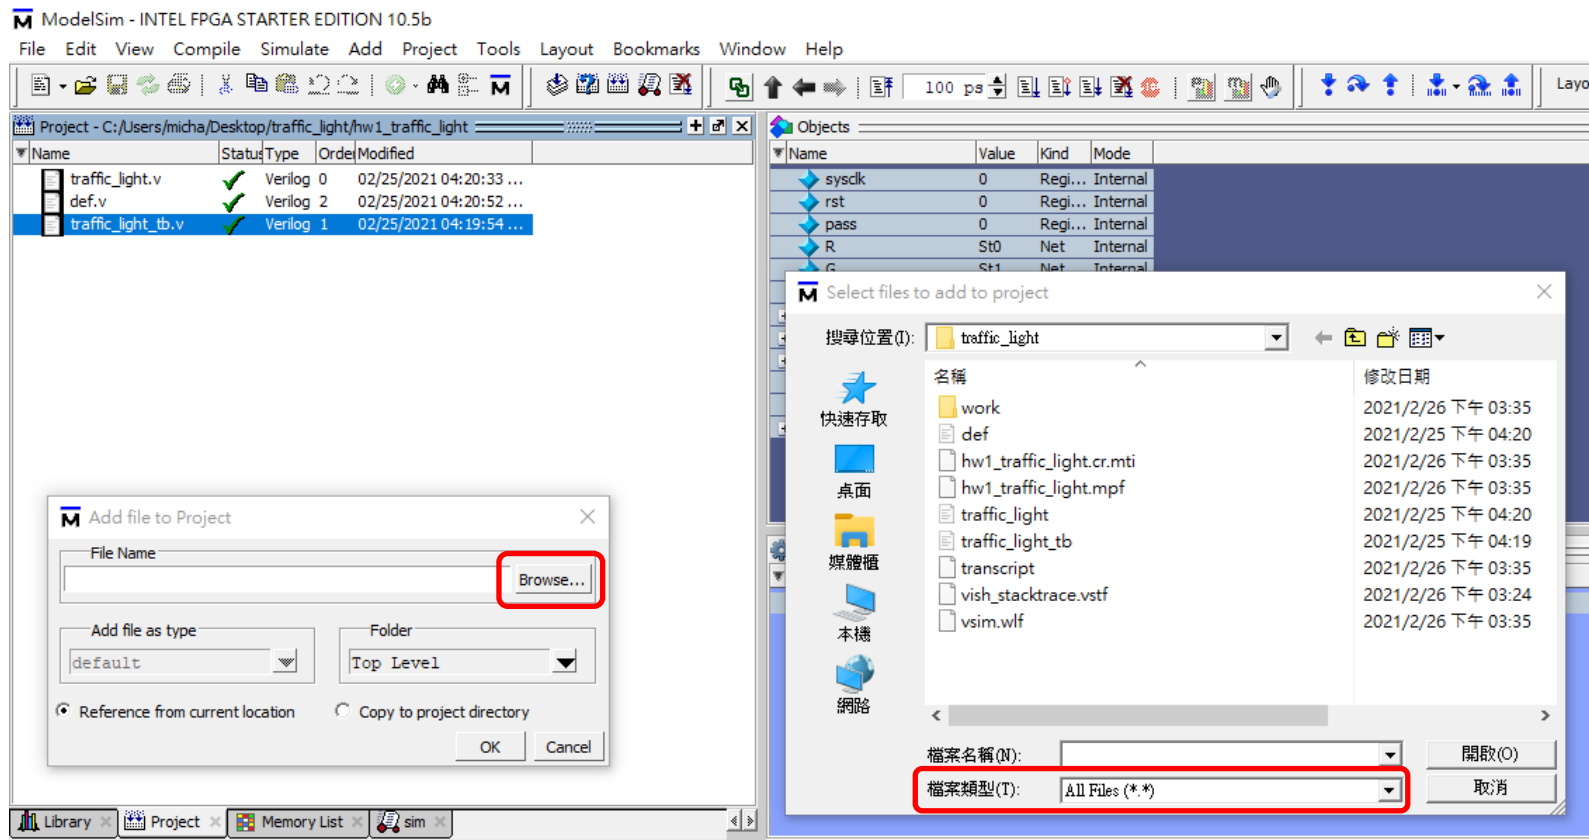 ModelSim - INTEL FPGA STARTER EDITION 10.5b
File Edit View Compile Simulate Add Project Tools Layout Bookmarks Window Help
100 ps
Layo
Project - C:/Users/micha/Desktop/traffic_light/hw1_traffic_light
Name Status Type Order Modified
traffic_light.v Verilog 0 02/25/2021 04:20:33 ...
def.v Verilog 2 02/25/2021 04:20:52 ...
traffic_light_tb.v Verilog 1 02/25/2021 04:19:54 ...
Objects
Name Value Kind Mode
sysclk 0 Regi... Internal
rst 0 Regi... Internal
pass 0 Regi... Internal
R St0 Net Internal
G St1 Net Internal
Select files to add to project
搜尋位置(I): traffic_light
名稱 修改日期
work 2021/2/26 下午 03:35
def 2021/2/25 下午 04:20
hw1_traffic_light.cr.mti 2021/2/26 下午 03:35
hw1_traffic_light.mpf 2021/2/26 下午 03:35
traffic_light 2021/2/25 下午 04:20
traffic_light_tb 2021/2/25 下午 04:19
transcript 2021/2/26 下午 03:35
vish_stacktrace.vstf 2021/2/26 下午 03:24
vsim.wlf 2021/2/26 下午 03:35
快速存取
桌面
媒體櫃
本機
網路
檔案名稱(N): 開啟(O)
檔案類型(T): All Files (*.*) 取消
Add file to Project
File Name
Browse...
Add file as type
default
Folder
Top Level
Reference from current location Copy to project directory
OK Cancel
Library Project Memory List sim